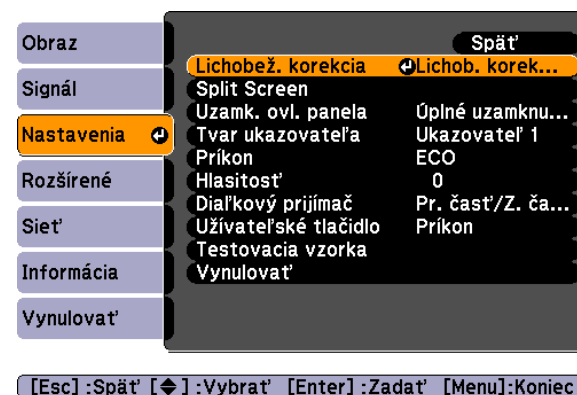 Obraz
Signál
Nastavenia
Rozšírené
Sieť
Informácia
Vynulovať
Späť
Lichobež. korekcia Lichob. korek...
Split Screen
Uzamk. ovl. panela Úplné uzamknu...
Tvar ukazovateľa Ukazovateľ 1
Príkon ECO
Hlasitosť 0
Diaľkový prijímač Pr. časť/Z. ča...
Užívateľské tlačidlo Príkon
Testovacia vzorka
Vynulovať
[Esc] :Späť [◆] :Vybrať [Enter] :Zadať [Menu]:Koniec